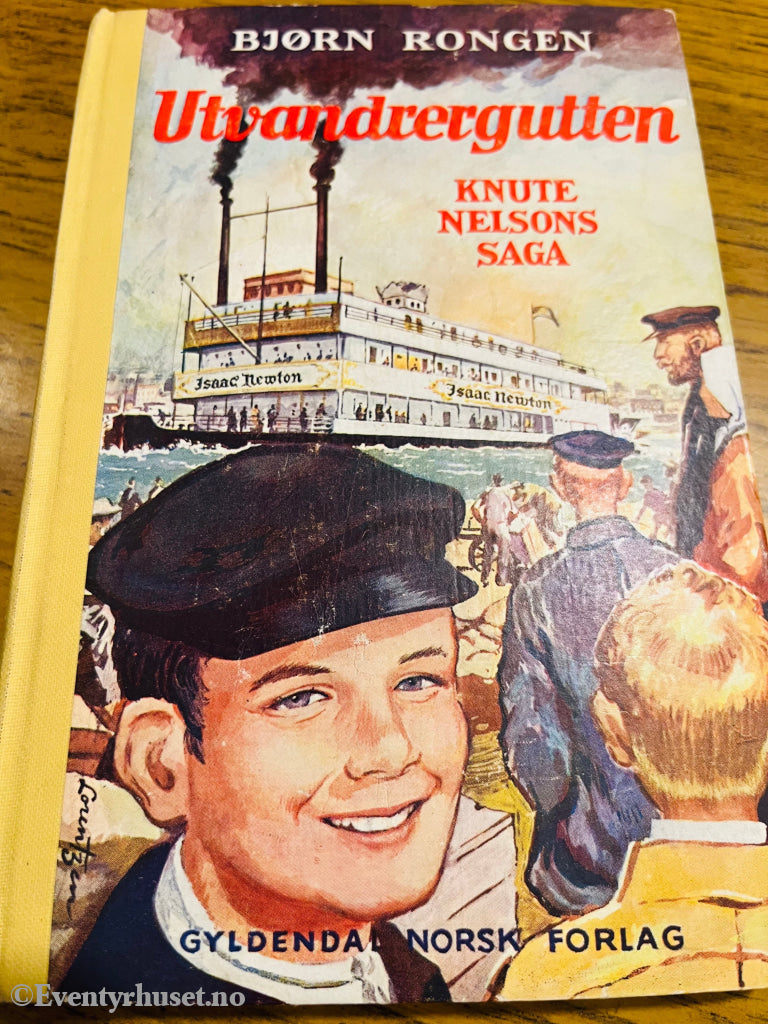 BJØRN RONGEN
Utvandrergutten
KNUTE
NELSONS
SAGA
Isaac Newton
Isaac Newton
GYLDENDAL NORSK FORLAG
©Eventyrhuset.no